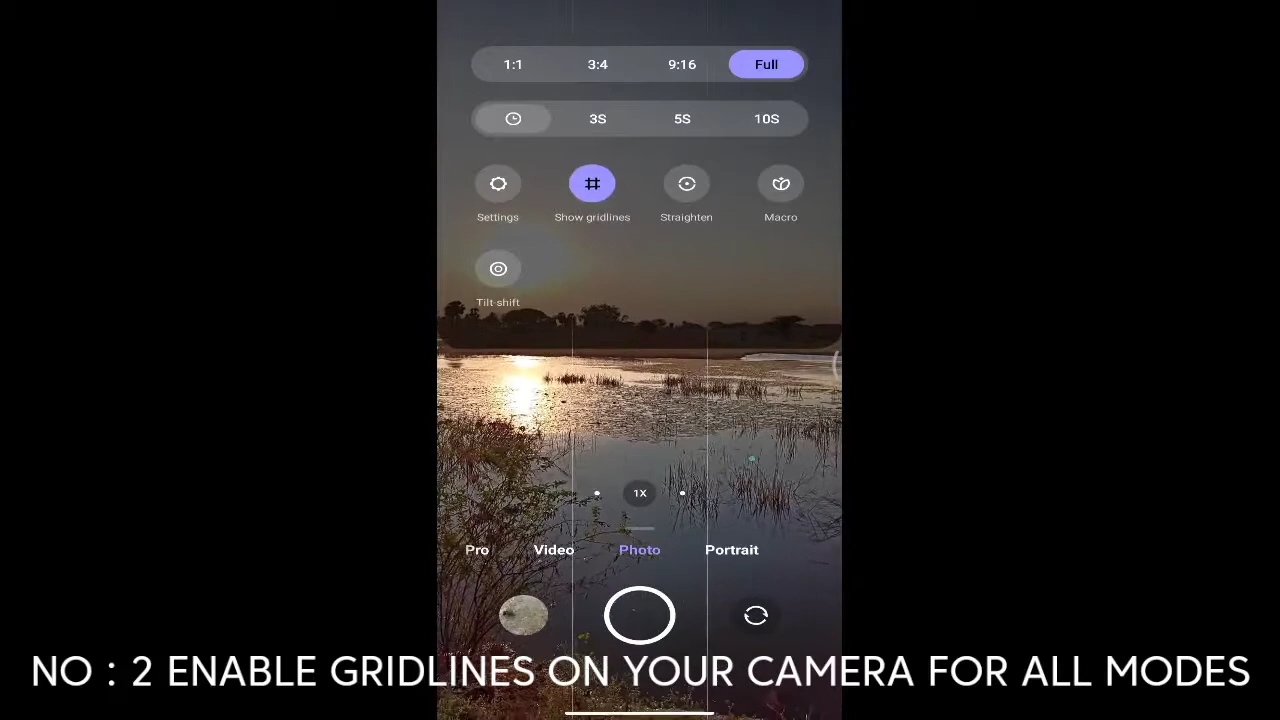 1:1 3:4 9:16 Full
3S 5S 10S
Settings Show gridlines Straighten Macro
Tilt shift
1X
Pro Video Photo Portrait
NO : 2 ENABLE GRIDLINES ON YOUR CAMERA FOR ALL MODES